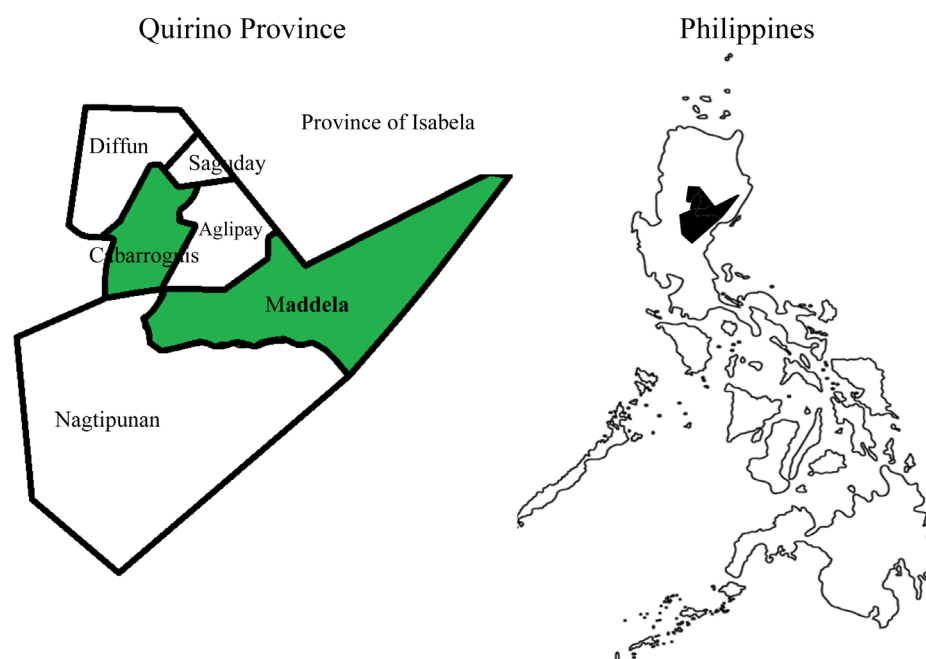 Quirino Province
Philippines
Province of Isabela
Diffun
Saguday
Aglipay
Cabarroguis
Maddela
Nagtipunan